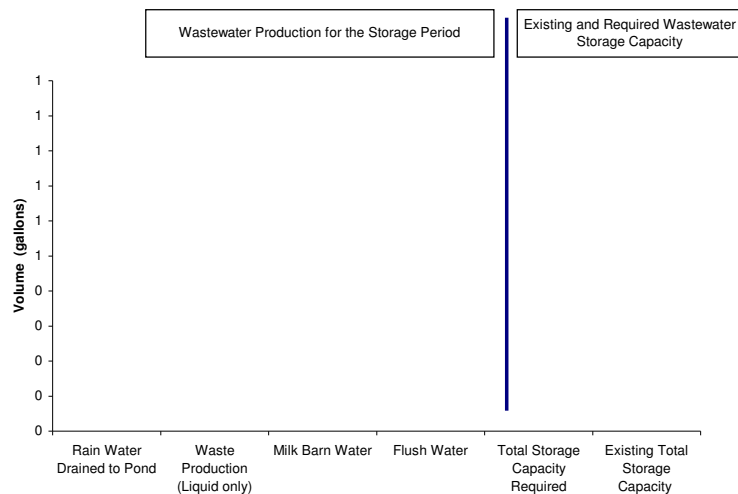 Wastewater Production for the Storage Period
Existing and Required Wastewater
Storage Capacity
1
1
1
1
1
1
0
0
0
0
0
Volume (gallons)
Rain Water
Drained to Pond
Waste
Production
(Liquid only)
Milk Barn Water
Flush Water
Total Storage
Capacity
Required
Existing Total
Storage
Capacity